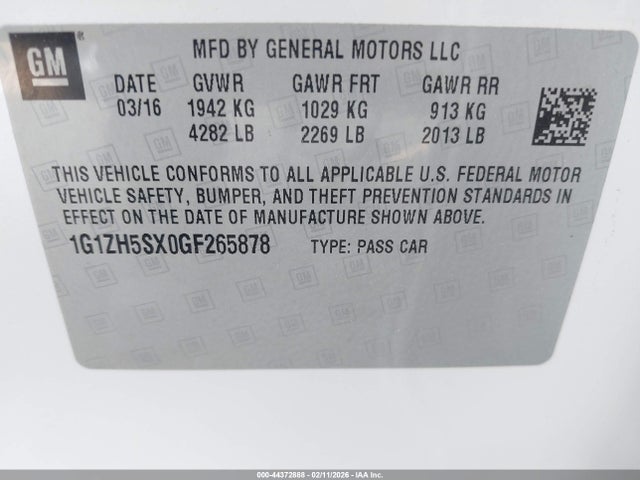 GM
MFD BY GENERAL MOTORS LLC
DATE GVWR GAWR FRT GAWR RR
03/16 1942 KG 1029 KG 913 KG
4282 LB 2269 LB 2013 LB
THIS VEHICLE CONFORMS TO ALL APPLICABLE U.S. FEDERAL MOTOR
VEHICLE SAFETY, BUMPER, AND THEFT PREVENTION STANDARDS IN
EFFECT ON THE DATE OF MANUFACTURE SHOWN ABOVE.
1G1ZH5SX0GF265878 TYPE: PASS CAR
000-44372868 - 02/11/2026 - IAA Inc.